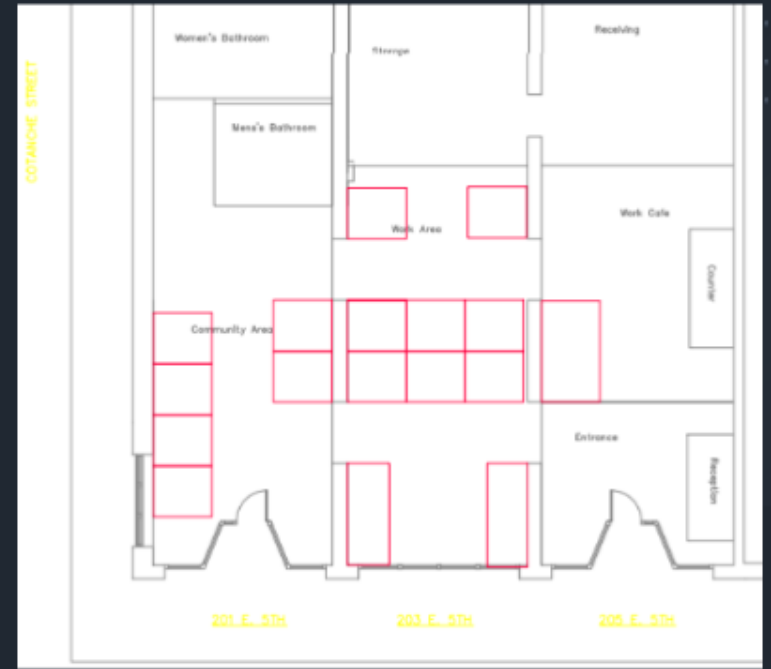 COTANCHE STREET
Women's Bathroom
Storage
Receiving
Mens's Bathroom
Work Area
Work Cafe
Counter
Community Area
Entrance
Reception
201 E. 5TH
203 E. 5TH
205 E. 5TH